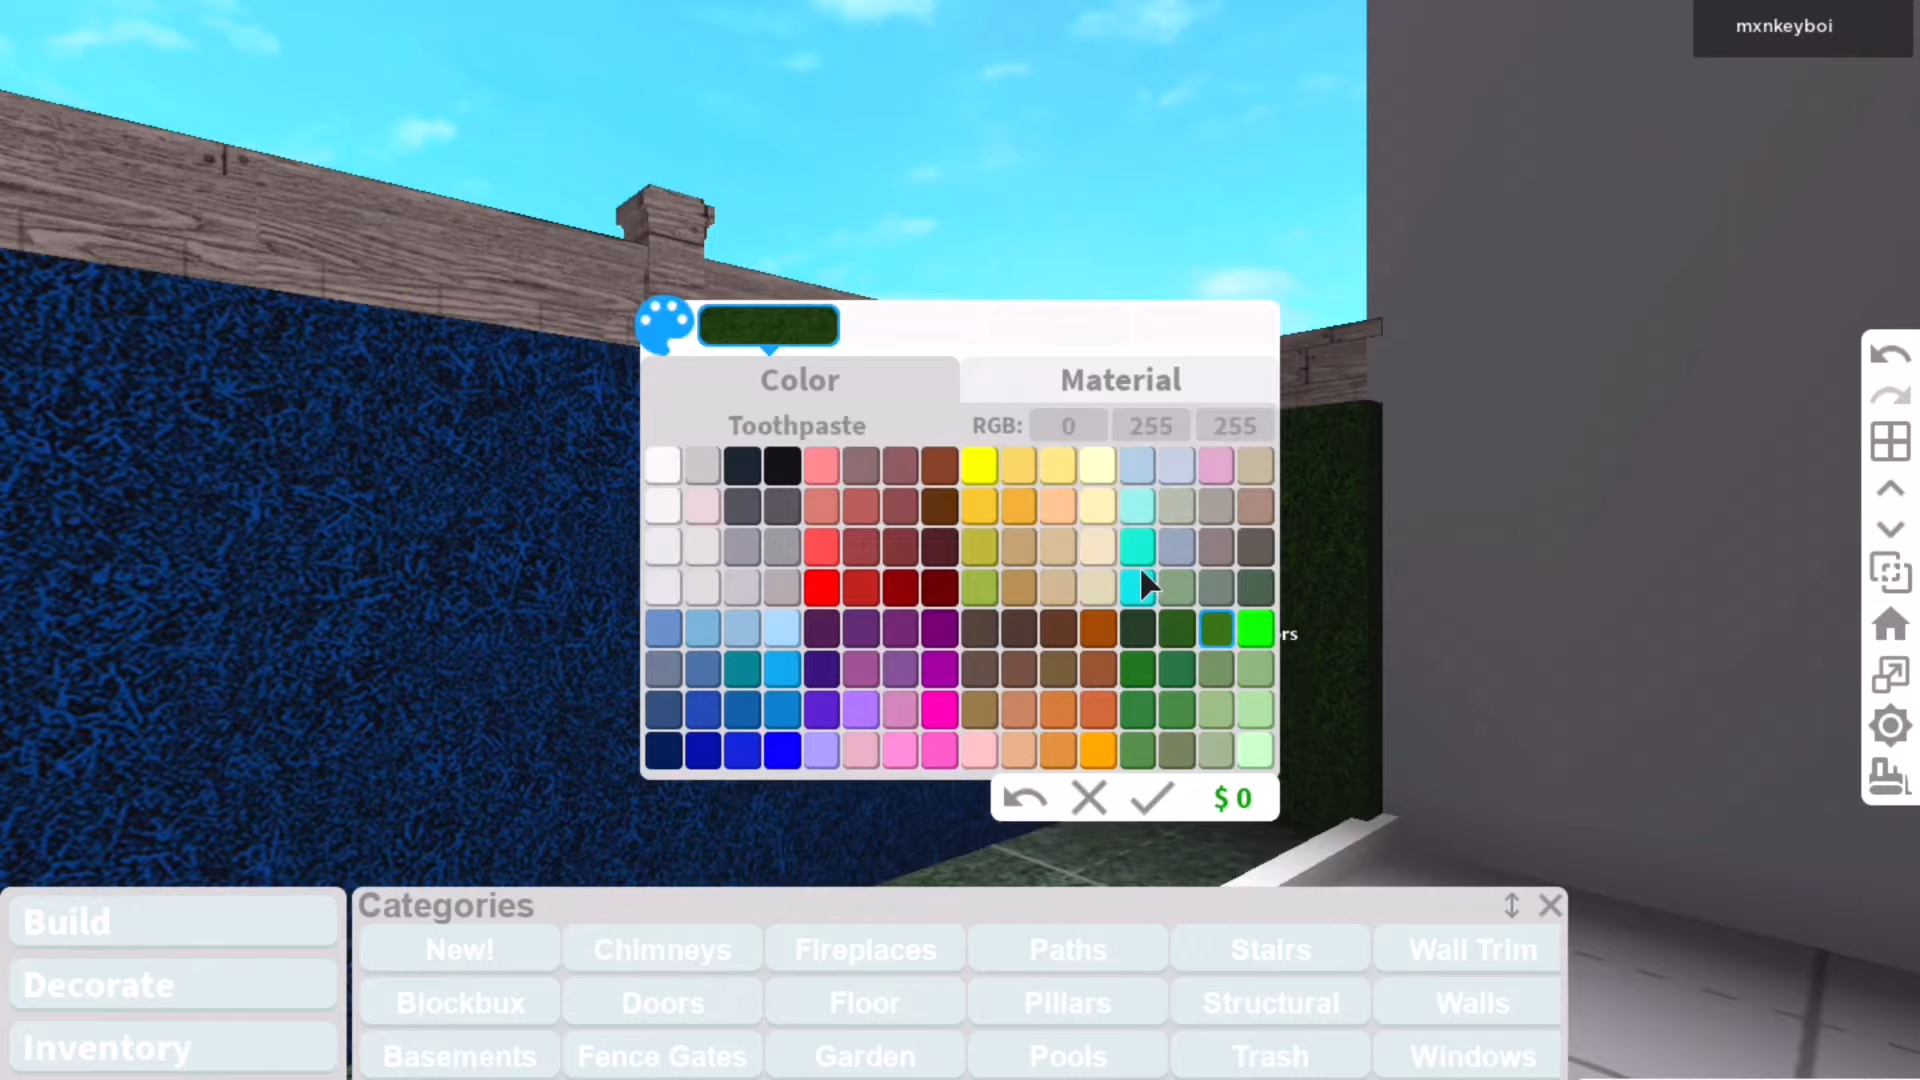 mxnkeyboi
Color
Material
Toothpaste
RGB: 0 255 255
rs
$ 0
Build
Decorate
Inventory
Categories
New! Chimneys Fireplaces Paths Stairs Wall Trim
Blockbux Doors Floor Pillars Structural Walls
Basements Fence Gates Garden Pools Trash Windows